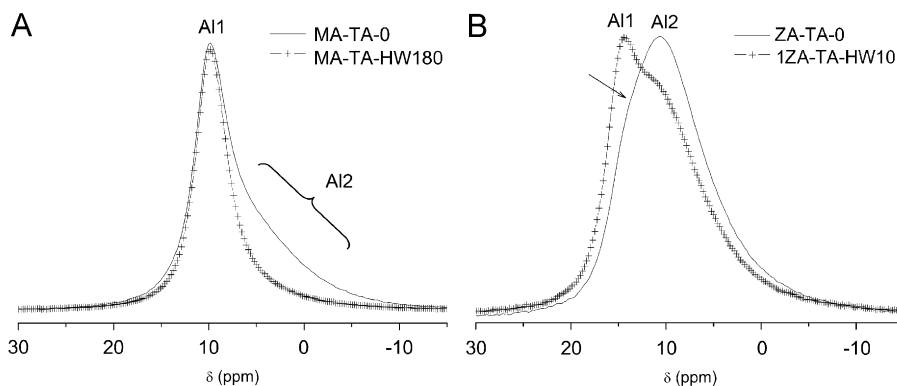 A
Al1
MA-TA-0
MA-TA-HW180
Al2
30
20
10
0
-10
δ (ppm)
B
Al1
Al2
ZA-TA-0
1ZA-TA-HW10
30
20
10
0
-10
δ (ppm)